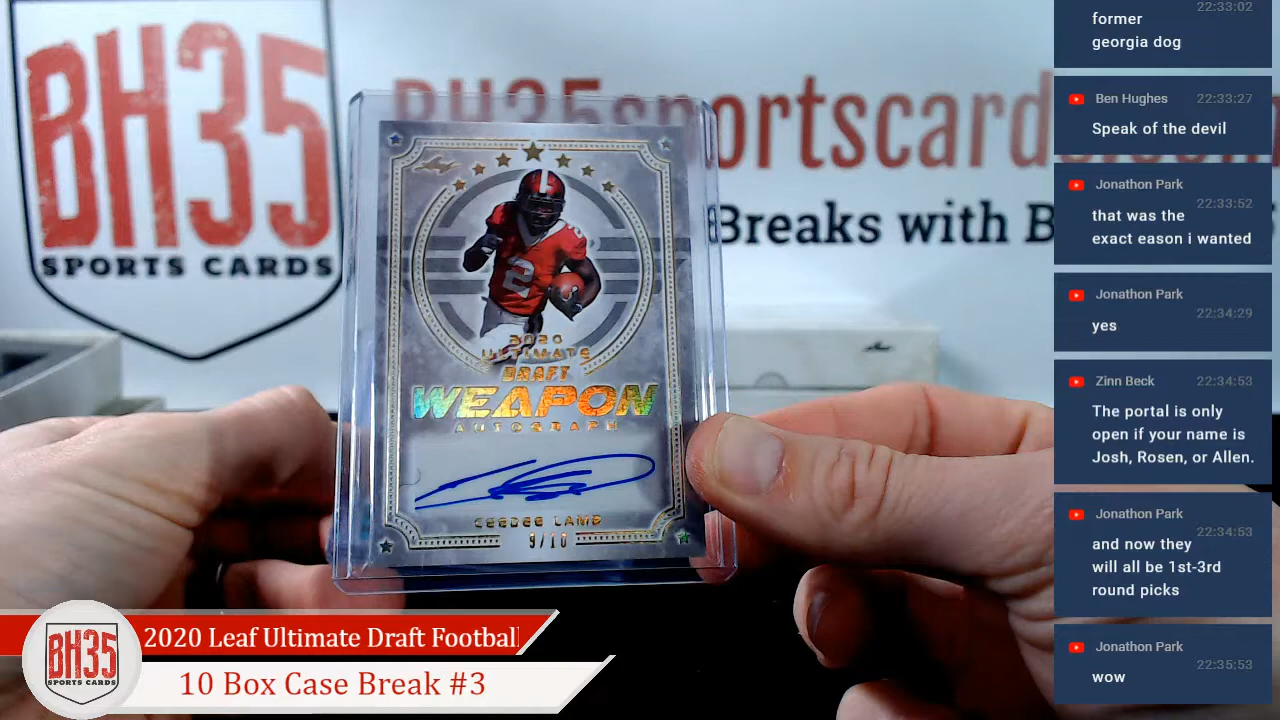 BH35
SPORTS CARDS
BH35sportscards.com
Breaks with B
Leaf
2
2020
ULTIMATE
DRAFT
WEAPON
AUTOGRAPH
CEEDEE LAMB
9/10
former
22:33:02
georgia dog
Ben Hughes
22:33:27
Speak of the devil
Jonathon Park
22:33:52
that was the
exact eason i wanted
Jonathon Park
22:34:29
yes
Zinn Beck
22:34:53
The portal is only
open if your name is
Josh, Rosen, or Allen.
Jonathon Park
22:34:53
and now they
will all be 1st-3rd
round picks
Jonathon Park
22:35:53
wow
BH35
SPORTS CARDS
2020 Leaf Ultimate Draft Football
10 Box Case Break #3